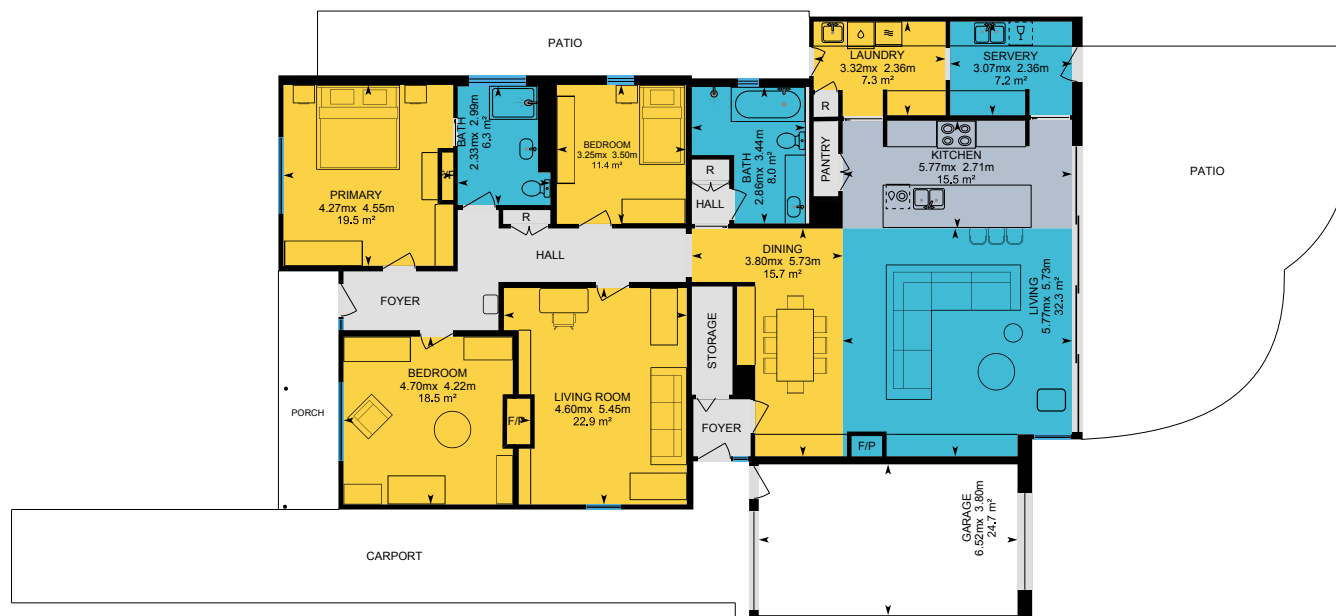 PATIO
LAUNDRY
3.32mx 2.36m
7.3 m²
SERVERY
3.07mx 2.36m
7.2 m²
R
PRIMARY
4.27mx 4.55m
19.5 m²
BATH
2.33mx 2.99m
6.3 m²
BEDROOM
3.25mx 3.50m
11.4 m²
R
BATH
2.86mx 3.44m
8.0 m²
R
HALL
PANTRY
KITCHEN
5.77mx 2.71m
15.5 m²
PATIO
HALL
FOYER
DINING
3.80mx 5.73m
15.7 m²
LIVING
5.77mx 5.73m
32.3 m²
STORAGE
BEDROOM
4.70mx 4.22m
18.5 m²
F/P
LIVING ROOM
4.60mx 5.45m
22.9 m²
PORCH
FOYER
F/P
CARPORT
GARAGE
6.52mx 3.80m
24.7 m²